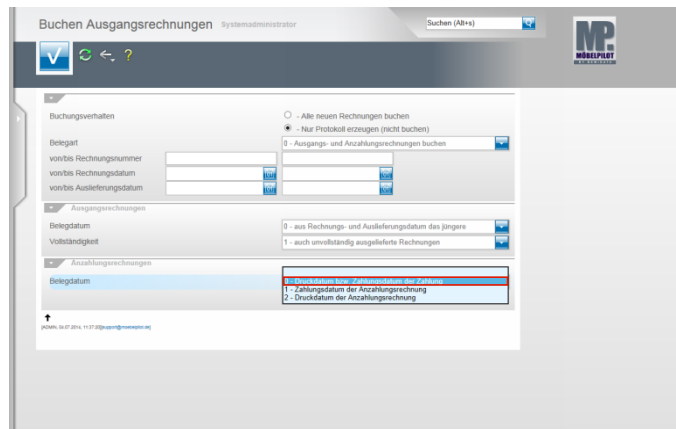 Buchen Ausgangsrechnungen Systemadministrator
Suchen (Alt+s)
MP
MÖBELPILOT
?
Buchungsverhalten
- Alle neuen Rechnungen buchen
- Nur Protokoll erzeugen (nicht buchen)
Belegart
0 - Ausgangs- und Anzahlungsrechnungen buchen
von/bis Rechnungsnummer
von/bis Rechnungsdatum
von/bis Auslieferungsdatum
Ausgangsrechnungen
Belegdatum
0 - aus Rechnungs- und Auslieferungsdatum das jüngere
Vollständigkeit
1 - auch unvollständig ausgelieferte Rechnungen
Anzahlungsrechnungen
Belegdatum
0 - Druckdatum bzw. Zahlungsdatum der Zahlung
1 - Zahlungsdatum der Anzahlungsrechnung
2 - Druckdatum der Anzahlungsrechnung